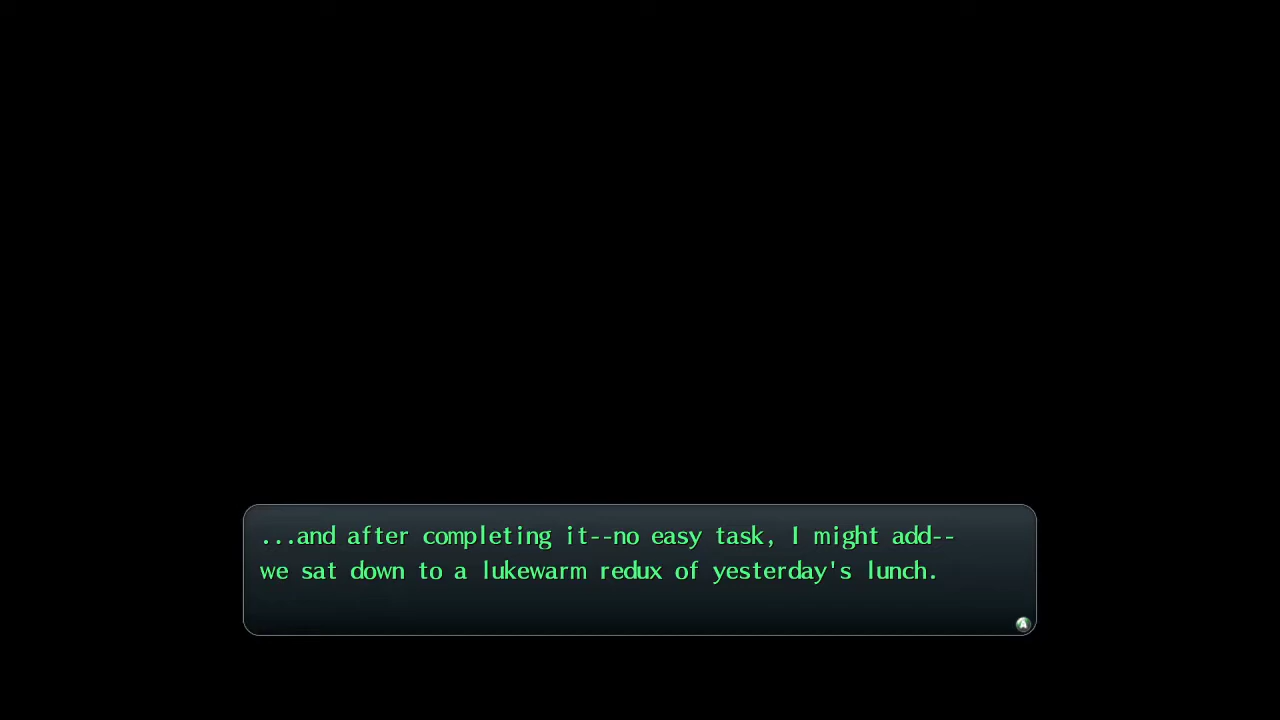 ...and after completing it--no easy task, I might add--
we sat down to a lukewarm redux of yesterday's lunch.
A